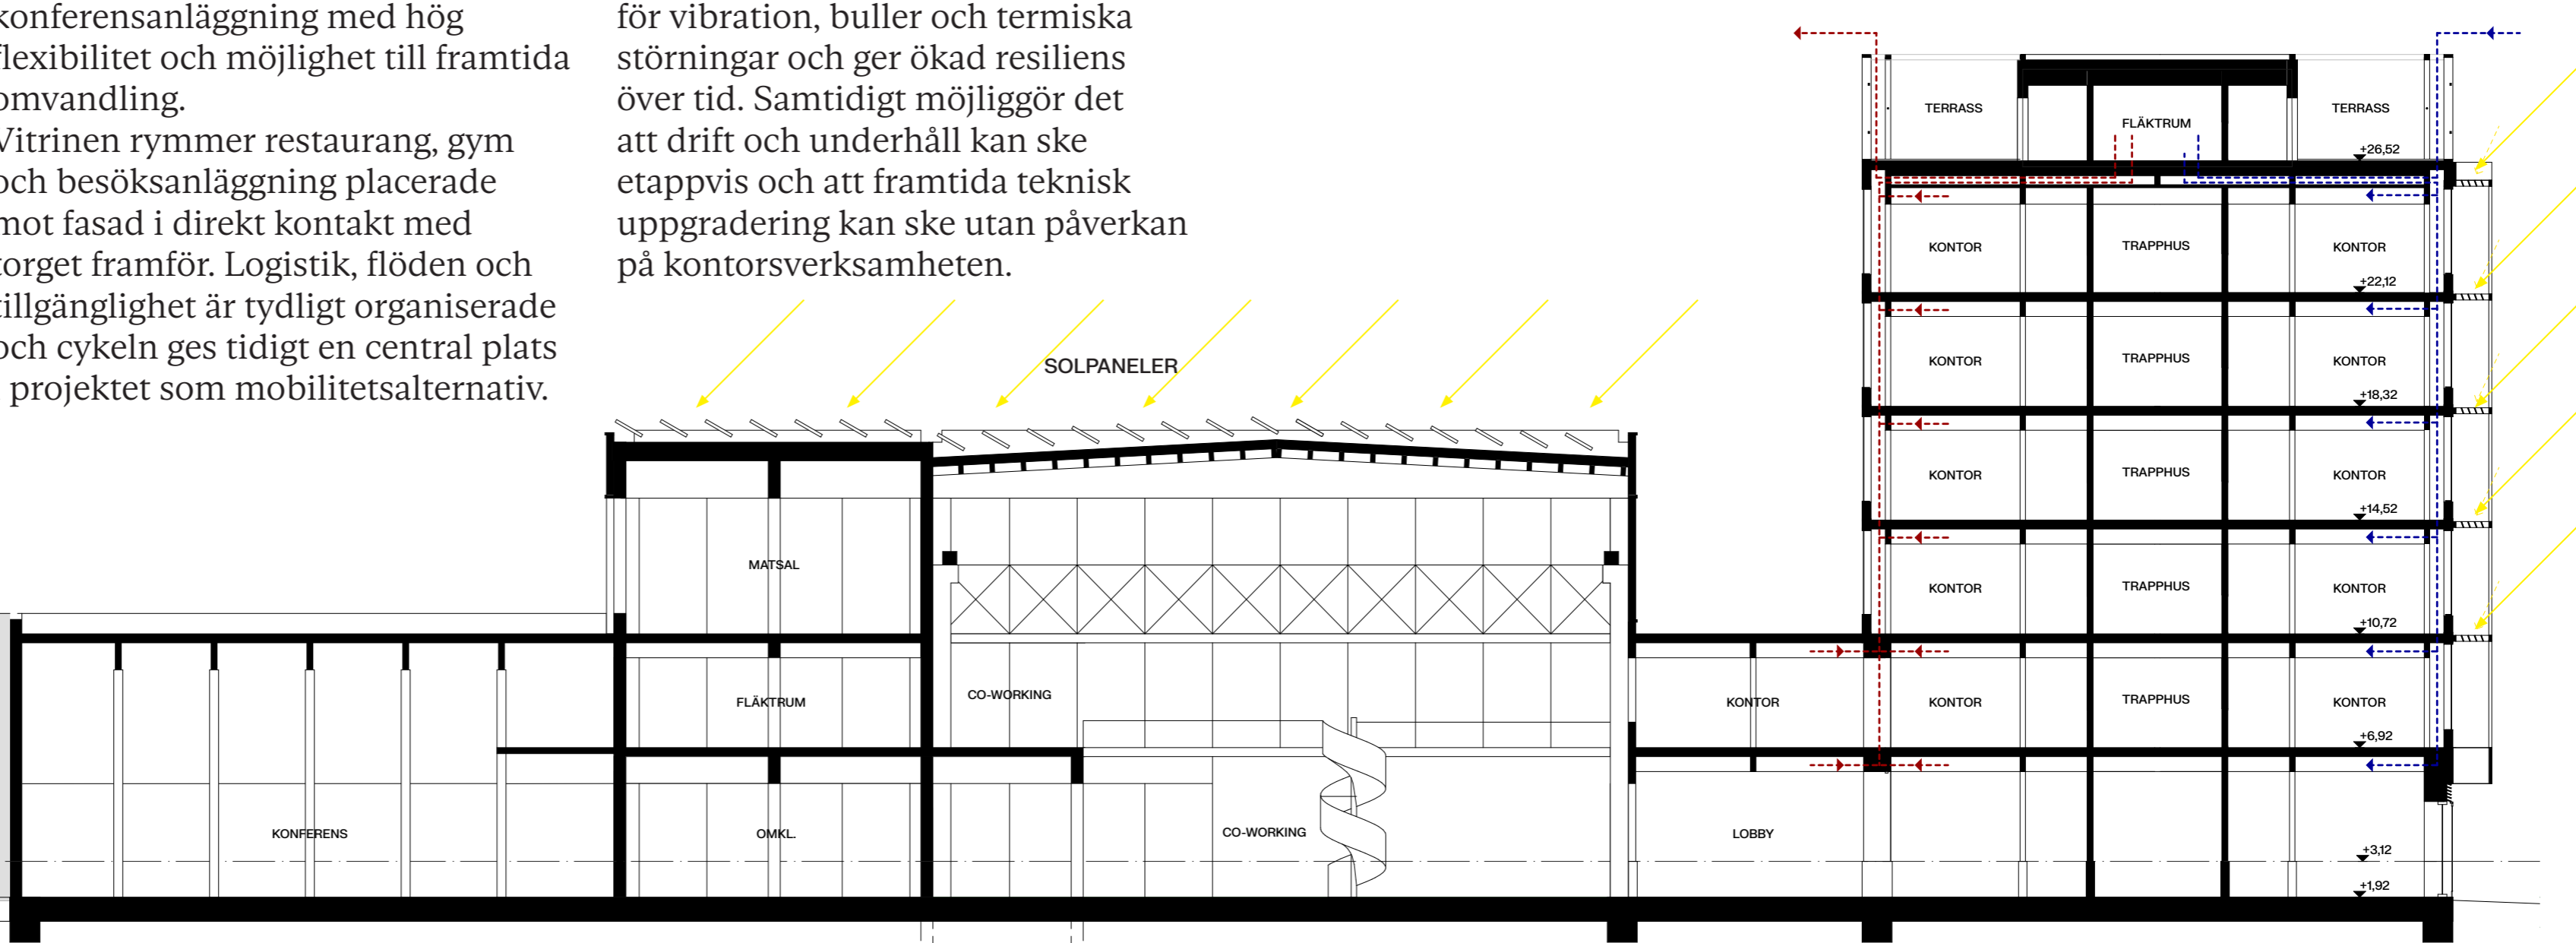 konferensanläggning med hög
flexibilitet och möjlighet till framtida
omvandling.
Vitrinen rymmer restaurang, gym
och besöksanläggning placerade
mot fasad i direkt kontakt med
torget framför. Logistik, flöden och
tillgänglighet är tydligt organiserade
och cykeln ges tidigt en central plats
projektet som mobilitetsalternativ.
för vibration, buller och termiska
störningar och ger ökad resiliens
över tid. Samtidigt möjliggör det
att drift och underhåll kan ske
etappvis och att framtida teknisk
uppgradering kan ske utan påverkan
på kontorsverksamheten.
SOLPANELER
TERRASS
FLÄKTRUM
TERRASS
+26,52
KONTOR
TRAPPHUS
KONTOR
+22,12
KONTOR
TRAPPHUS
KONTOR
+18,32
KONTOR
TRAPPHUS
KONTOR
+14,52
KONTOR
TRAPPHUS
KONTOR
+10,72
MATSAL
FLÄKTRUM
CO-WORKING
KONTOR
KONTOR
TRAPPHUS
KONTOR
+6,92
KONFERENS
OMKL.
CO-WORKING
LOBBY
+3,12
+1,92